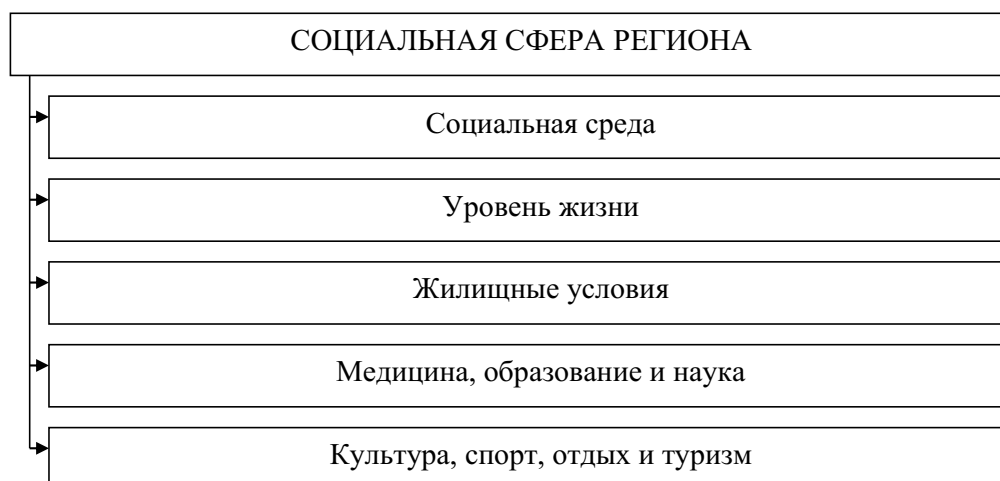 СОЦИАЛЬНАЯ СФЕРА РЕГИОНА
Социальная среда
Уровень жизни
Жилищные условия
Медицина, образование и наука
Культура, спорт, отдых и туризм